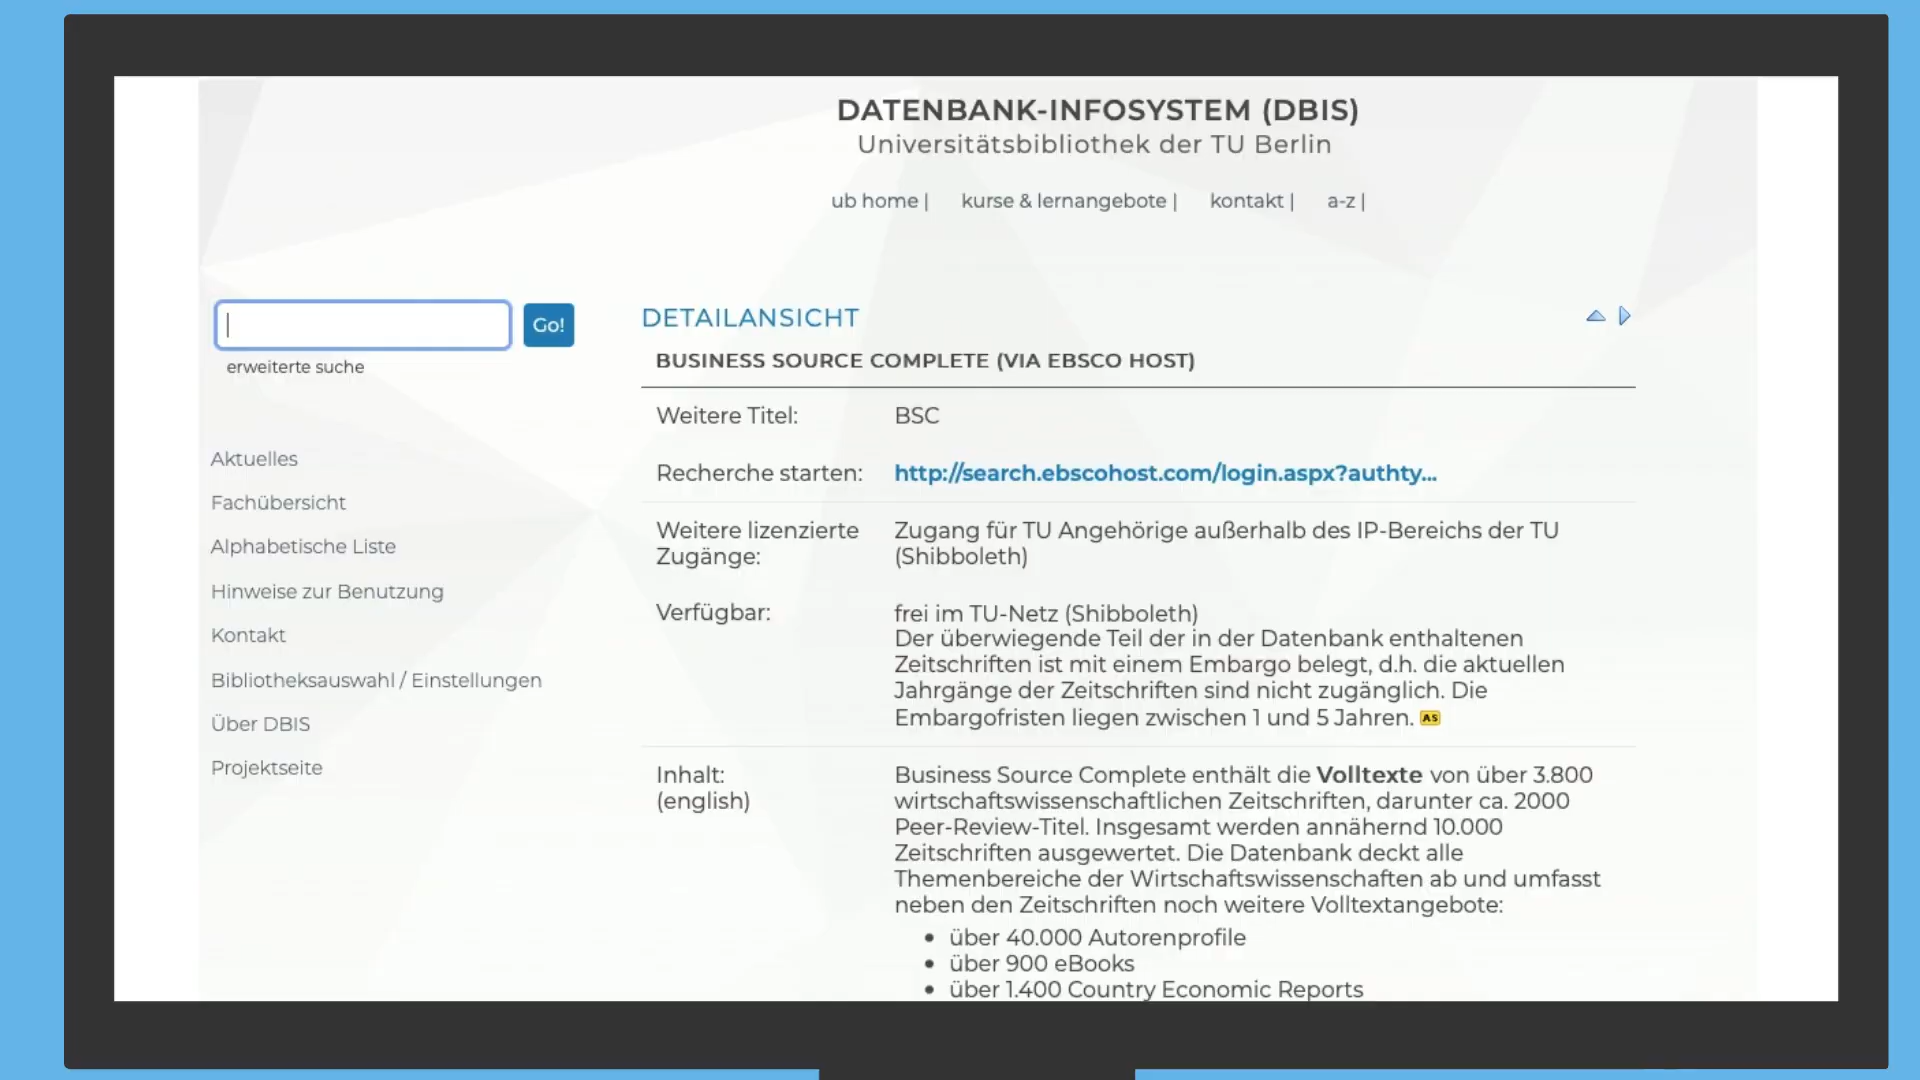 DATENBANK-INFOSYSTEM (DBIS)
Universitätsbibliothek der TU Berlin
ub home |
kurse & lernangebote |
kontakt |
a-z |
Go!
erweiterte suche
Aktuelles
Fachübersicht
Alphabetische Liste
Hinweise zur Benutzung
Kontakt
Bibliotheksauswahl / Einstellungen
Über DBIS
Projektseite
DETAILANSICHT
BUSINESS SOURCE COMPLETE (VIA EBSCO HOST)
Weitere Titel:
BSC
Recherche starten:
http://search.ebscohost.com/login.aspx?authty...
Weitere lizenzierte
Zugänge:
Zugang für TU Angehörige außerhalb des IP-Bereichs der TU
(Shibboleth)
Verfügbar:
frei im TU-Netz (Shibboleth)
Der überwiegende Teil der in der Datenbank enthaltenen
Zeitschriften ist mit einem Embargo belegt, d.h. die aktuellen
Jahrgänge der Zeitschriften sind nicht zugänglich. Die
Embargofristen liegen zwischen 1 und 5 Jahren. AS
Inhalt:
(english)
Business Source Complete enthält die Volltexte von über 3.800
wirtschaftswissenschaftlichen Zeitschriften, darunter ca. 2000
Peer-Review-Titel. Insgesamt werden annähernd 10.000
Zeitschriften ausgewertet. Die Datenbank deckt alle
Themenbereiche der Wirtschaftswissenschaften ab und umfasst
neben den Zeitschriften noch weitere Volltextangebote:
• über 40.000 Autorenprofile
• über 900 eBooks
• über 1.400 Country Economic Reports